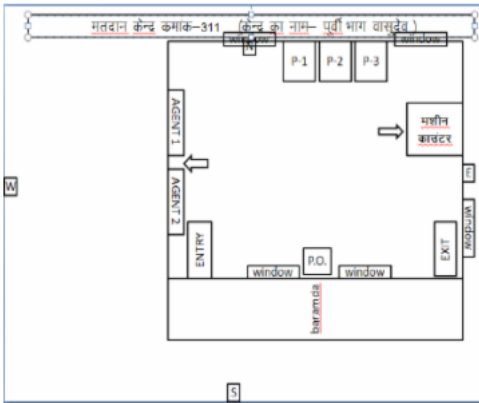 मतदान केन्द्र कमाक–311 (केन्द्र का नाम– पूर्वी भाग वासुदेव )
window
window
N
P-1
P-2
P-3
AGENT 1
मशीन
काउंटर
E
AGENT 2
W
window
ENTRY
P.O.
EXIT
window
window
baramda
S